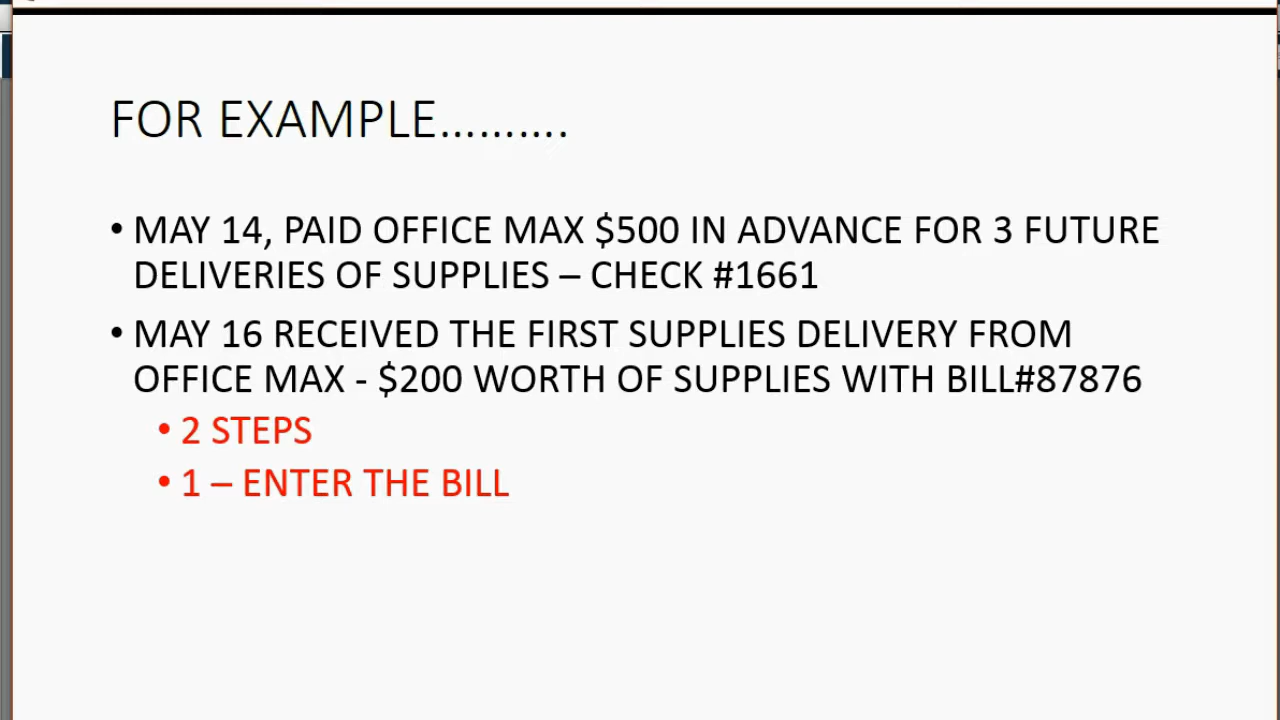 FOR EXAMPLE..........
• MAY 14, PAID OFFICE MAX $500 IN ADVANCE FOR 3 FUTURE
DELIVERIES OF SUPPLIES – CHECK #1661
• MAY 16 RECEIVED THE FIRST SUPPLIES DELIVERY FROM
OFFICE MAX - $200 WORTH OF SUPPLIES WITH BILL#87876
• 2 STEPS
• 1 – ENTER THE BILL